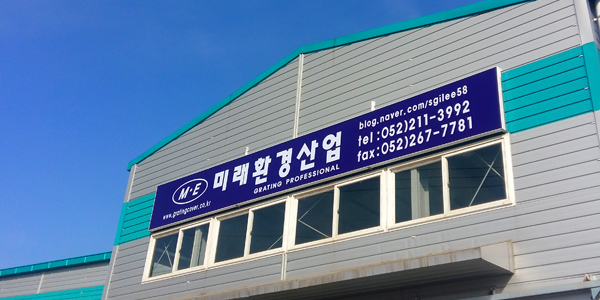 M·E
www.gratingcover.co.kr
미래환경산업
GRATING PROFESSIONAL
blog.naver.com/sgilee58
tel:052)211-3992
fax:052)267-7781